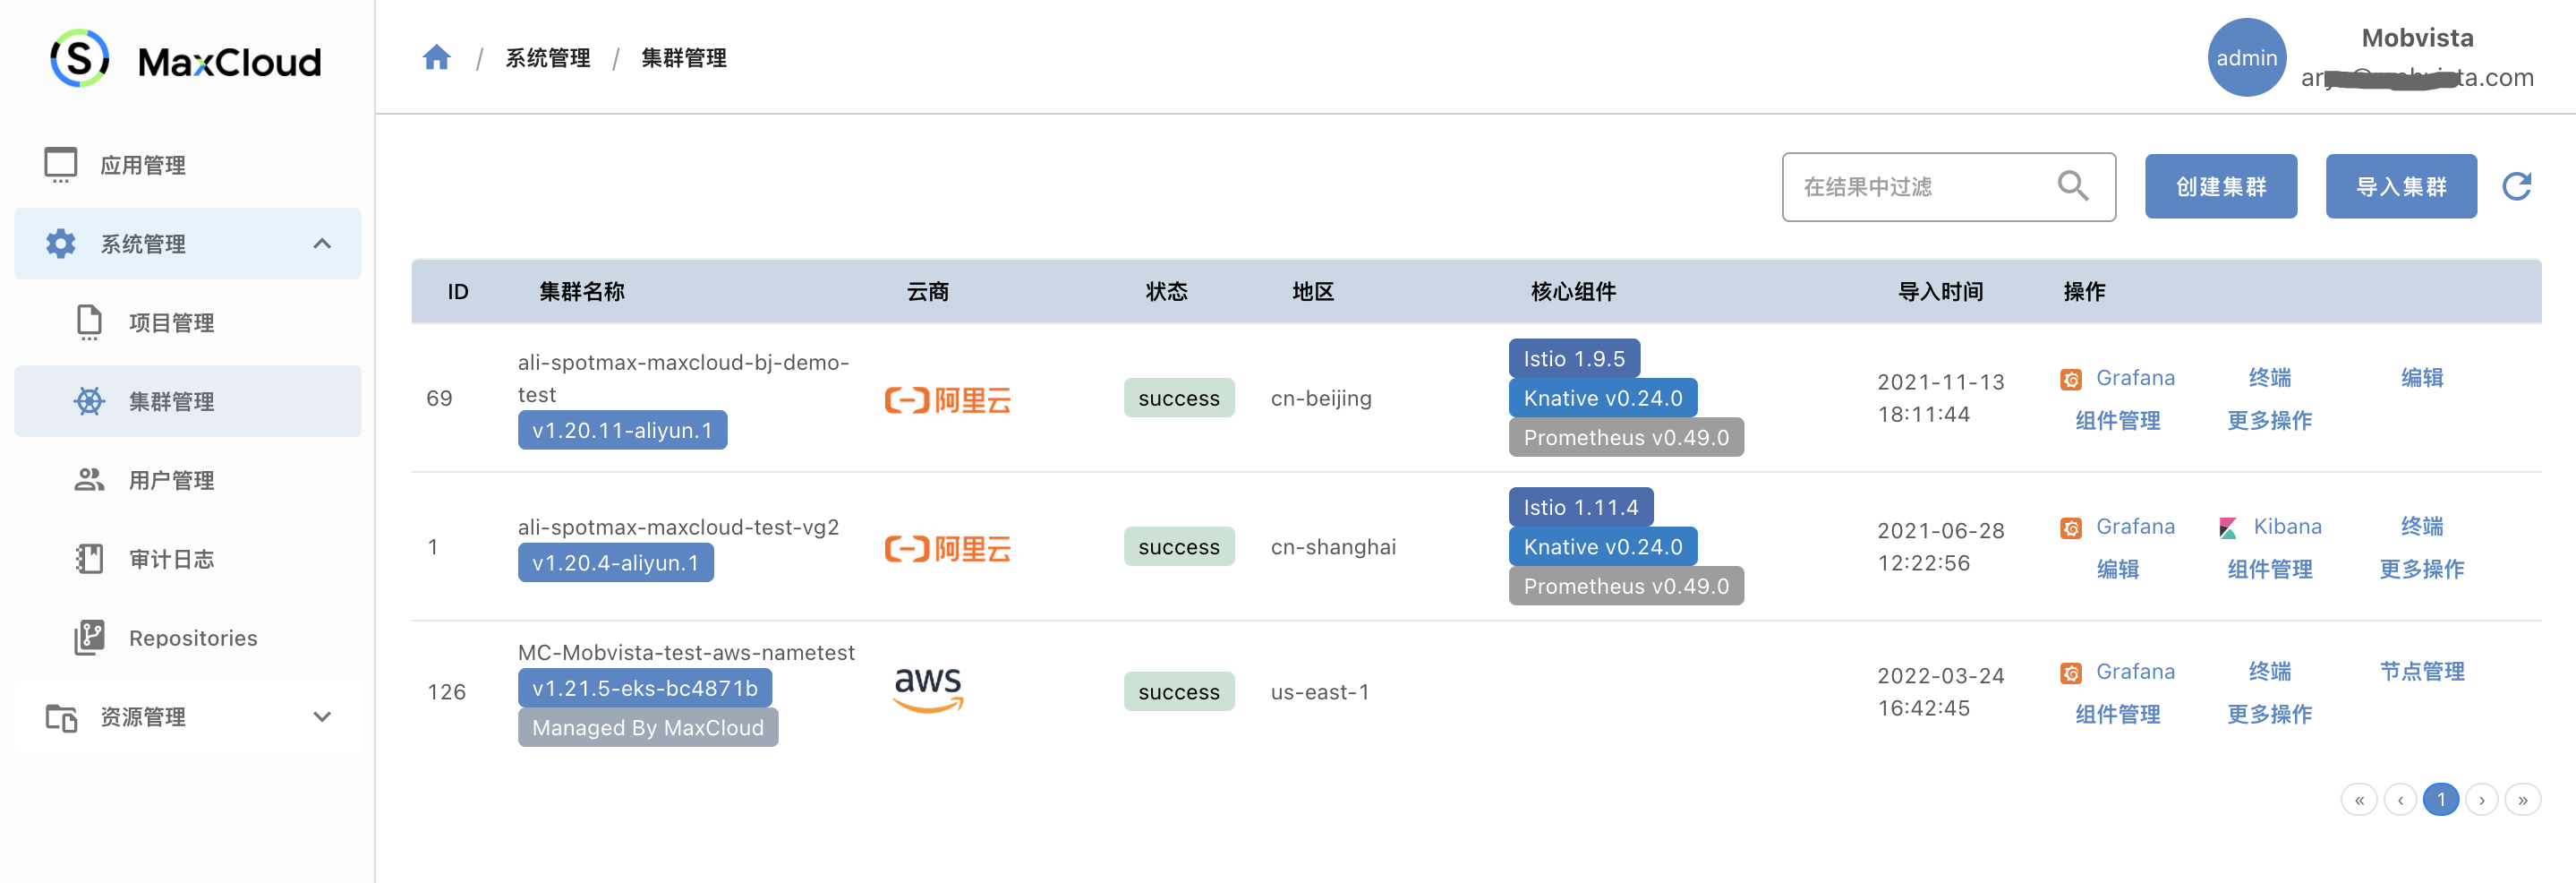 MaxCloud
应用管理
系统管理
项目管理
集群管理
用户管理
审计日志
Repositories
资源管理
/ 系统管理 / 集群管理
admin
Mobvista
ta.com
在结果中过滤
创建集群
导入集群
ID 集群名称 云商 状态 地区 核心组件 导入时间 操作
69
ali-spotmax-maxcloud-bj-demo-
test
v1.20.11-aliyun.1
阿里云
success
cn-beijing
Istio 1.9.5
Knative v0.24.0
Prometheus v0.49.0
2021-11-13
18:11:44
Grafana 终端 编辑
组件管理 更多操作
1
ali-spotmax-maxcloud-test-vg2
v1.20.4-aliyun.1
阿里云
success
cn-shanghai
Istio 1.11.4
Knative v0.24.0
Prometheus v0.49.0
2021-06-28
12:22:56
Grafana Kibana 终端
编辑 组件管理 更多操作
126
MC-Mobvista-test-aws-nametest
v1.21.5-eks-bc4871b
Managed By MaxCloud
aws
success
us-east-1
2022-03-24
16:42:45
Grafana 终端 节点管理
组件管理 更多操作
« ‹ 1 › »